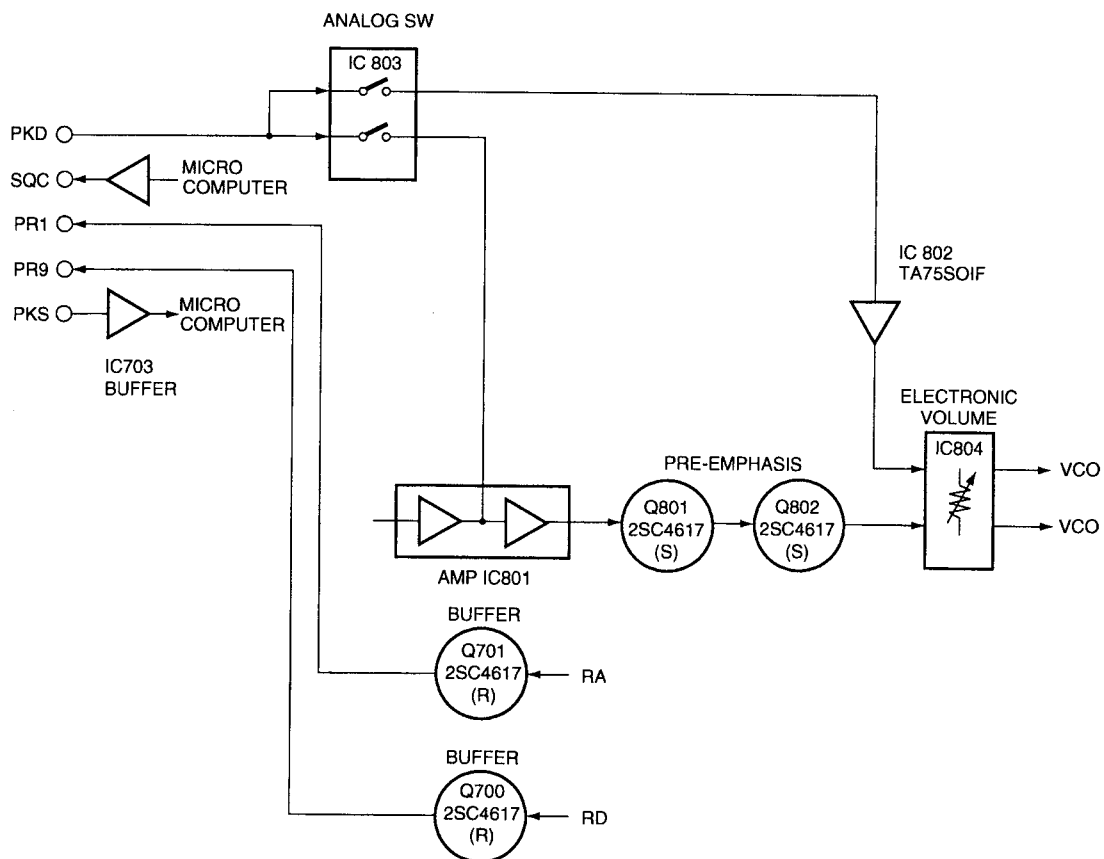 ANALOG SW
IC 803
PKD
SQC
MICRO
COMPUTER
PR1
PR9
PKS
MICRO
COMPUTER
IC703
BUFFER
IC 802
TA75SOIF
ELECTRONIC
VOLUME
IC804
VCO
VCO
PRE-EMPHASIS
Q801
2SC4617
(S)
Q802
2SC4617
(S)
AMP IC801
BUFFER
Q701
2SC4617
(R)
RA
BUFFER
Q700
2SC4617
(R)
RD